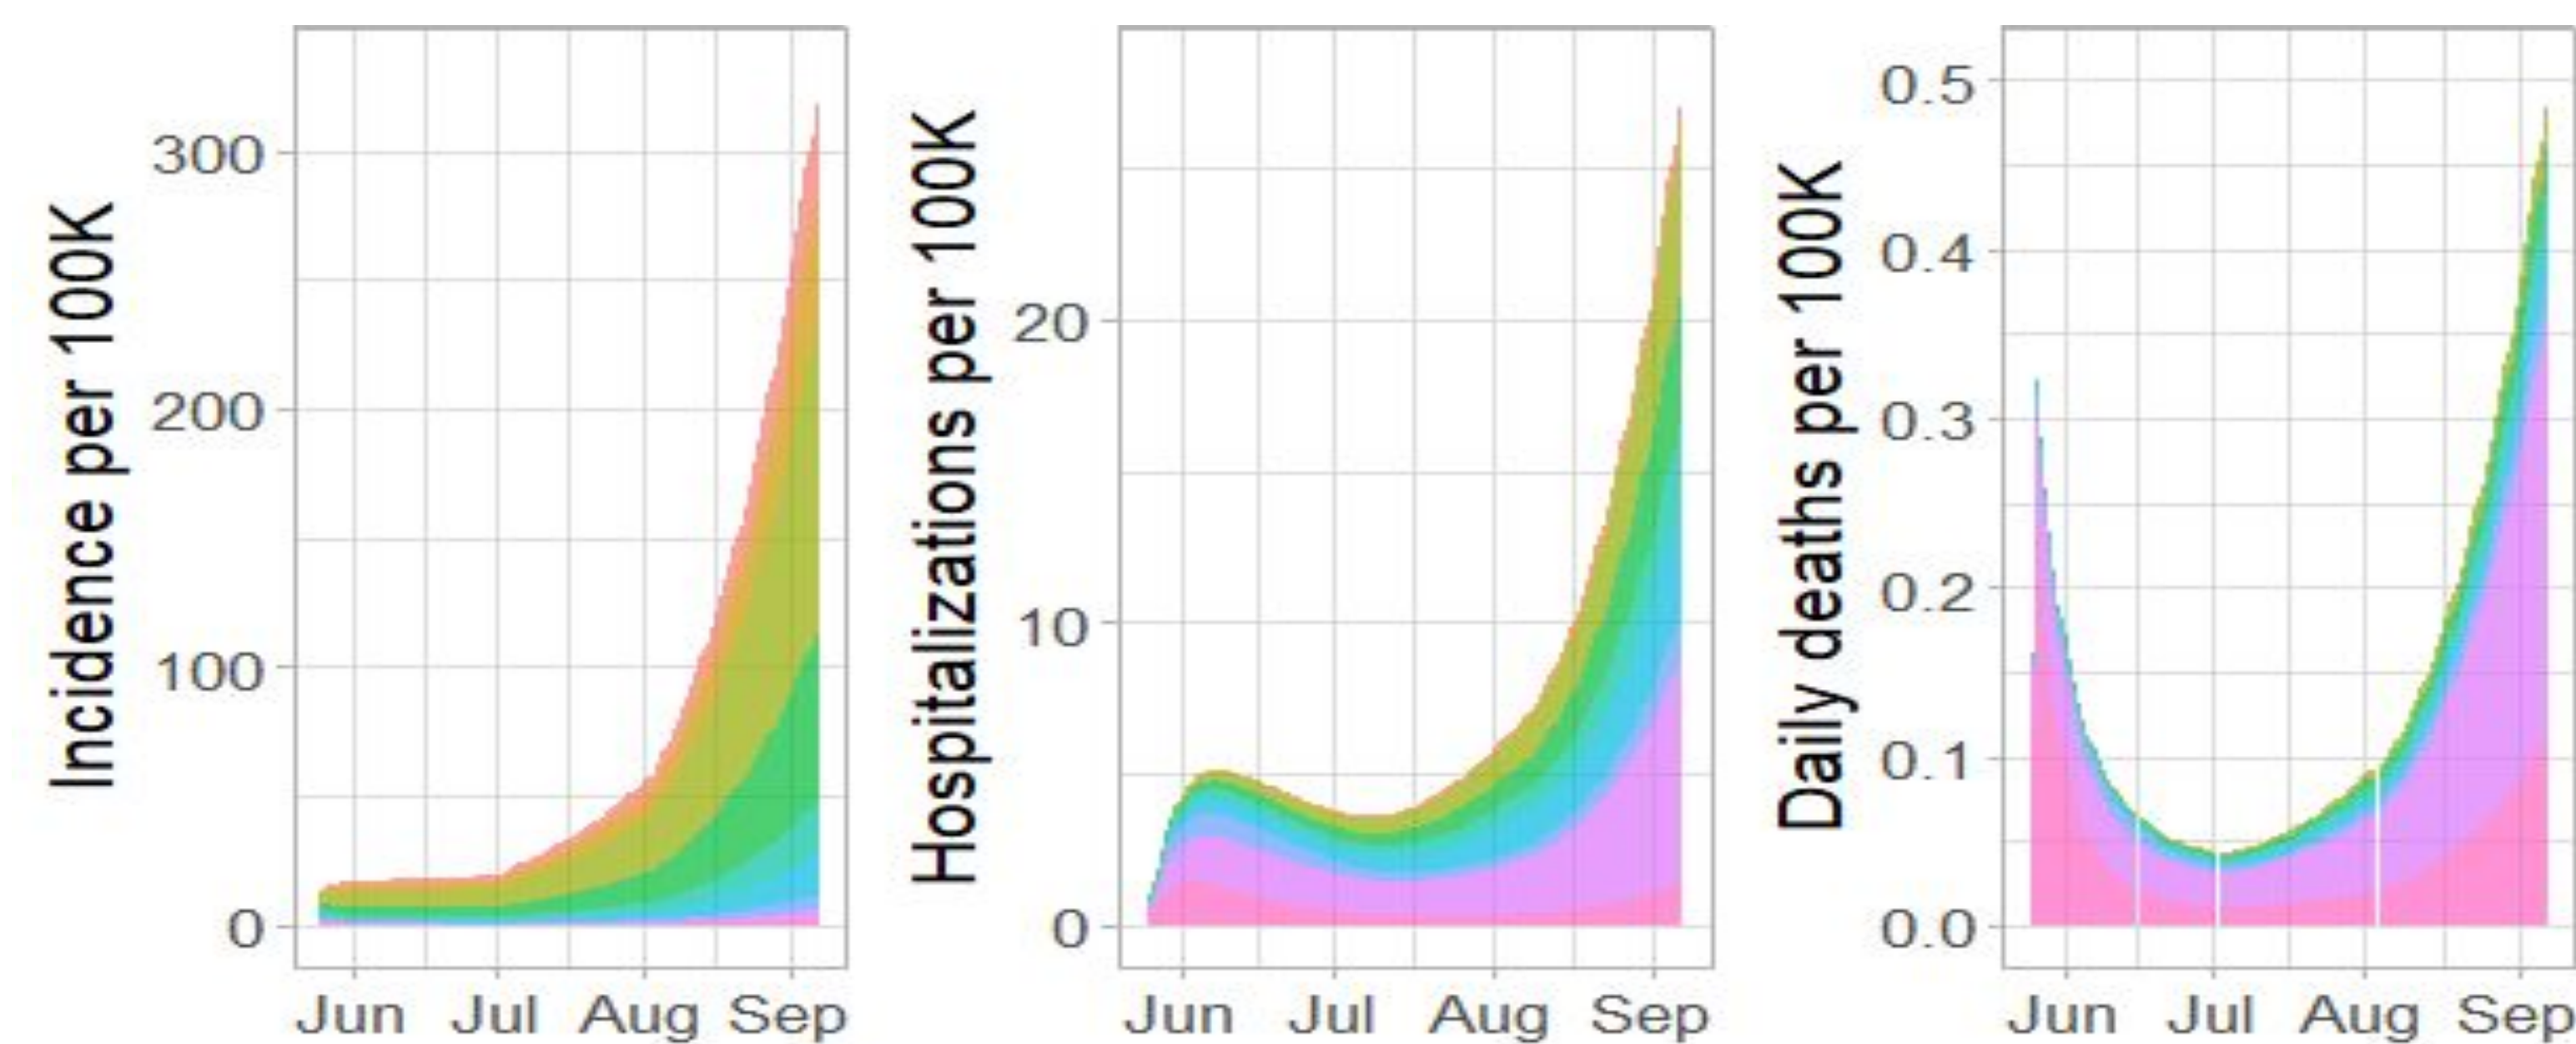 Incidence per 100K
300
200
100
0
Jun Jul Aug Sep
Hospitalizations per 100K
20
10
0
Jun Jul Aug Sep
Daily deaths per 100K
0.5
0.4
0.3
0.2
0.1
0.0
Jun Jul Aug Sep